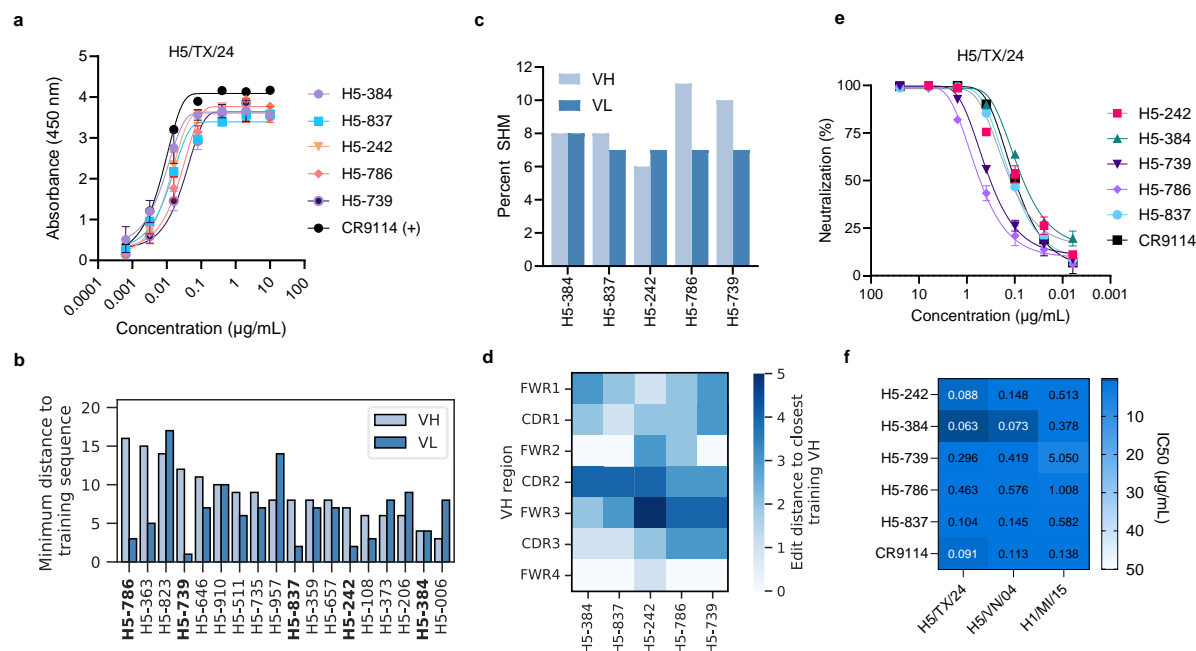 a
H5/TX/24
Absorbance (450 nm)
5
4
3
2
1
0
0.0001
0.001
0.01
0.1
1
10
100
Concentration (µg/mL)
H5-384
H5-837
H5-242
H5-786
H5-739
CR9114 (+)
c
Percent SHM
12
10
8
6
4
2
0
VH
VL
H5-384
H5-837
H5-242
H5-786
H5-739
e
H5/TX/24
Neutralization (%)
100
75
50
25
0
100
10
1
0.1
0.01
0.001
Concentration (µg/mL)
H5-242
H5-384
H5-739
H5-786
H5-837
CR9114
b
Minimum distance to
training sequence
20
15
10
5
0
VH
VL
H5-786
H5-363
H5-823
H5-739
H5-646
H5-910
H5-511
H5-735
H5-957
H5-837
H5-359
H5-657
H5-242
H5-108
H5-373
H5-206
H5-384
H5-006
d
VH region
FWR1
CDR1
FWR2
CDR2
FWR3
CDR3
FWR4
H5-384
H5-837
H5-242
H5-786
H5-739
5
4
3
2
1
0
Edit distance to closest
training VH
f
H5-242 0.088 0.148 0.513
H5-384 0.063 0.073 0.378
H5-739 0.296 0.419 5.050
H5-786 0.463 0.576 1.008
H5-837 0.104 0.145 0.582
CR9114 0.091 0.113 0.138
H5/TX/24
H5/VN/04
H1/MI/15
10
20
30
40
50
IC50 (µg/mL)